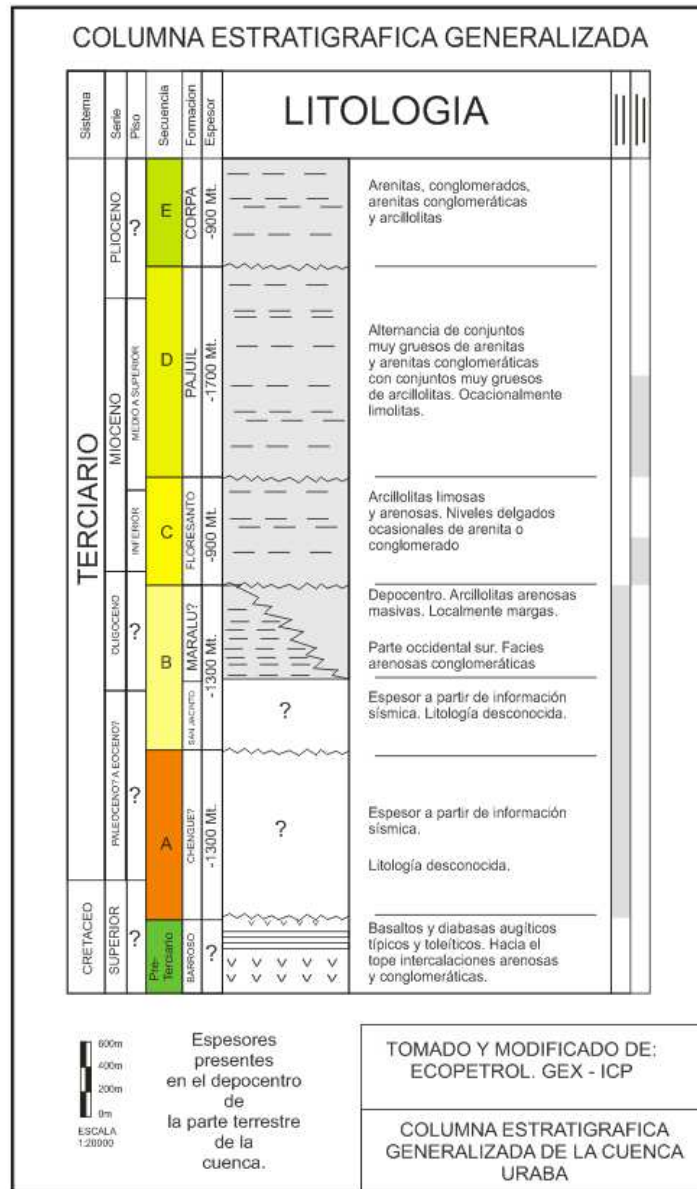 COLUMNA ESTRATIGRAFICA GENERALIZADA
Sistema
Serie
Piso
Secuencia
Formacion
Espesor
LITOLOGIA
TERCIARIO
CRETACEO
PLIOCENO
MIOCENO
OLIGOCENO
PALEOCENO? A EOCENO?
SUPERIOR
?
MEDIO A SUPERIOR
INFERIOR
?
?
?
E
CORPA
-900 Mt.
Arenitas, conglomerados,
arenitas conglomeráticas
y arcillolitas
D
PAJUIL
-1700 Mt.
Alternancia de conjuntos
muy gruesos de arenitas
y arenitas conglomeráticas
con conjuntos muy gruesos
de arcillolitas. Ocacionalmente
limolitas.
C
FLORESANTO
-900 Mt.
Arcillolitas limosas
y arenosas. Niveles delgados
ocasionales de arenita o
conglomerado
B
MARALU?
SAN JACINTO
-1300 Mt.
Depocentro. Arcillolitas arenosas
masivas. Localmente margas.
Parte occidental sur. Facies
arenosas conglomeráticas
?
Espesor a partir de información
sísmica. Litología desconocida.
A
CHENGUE?
-1300 Mt.
?
Espesor a partir de información
sísmica.
Litología desconocida.
Pre-
Terciario
BARROSO
?
Basaltos y diabasas augíticos
típicos y toleíticos. Hacia el
tope intercalaciones arenosas
y conglomeráticas.
600m
400m
200m
0m
ESCALA
1:20000
Espesores
presentes
en el depocentro
de
la parte terrestre
de la
cuenca.
TOMADO Y MODIFICADO DE:
ECOPETROL. GEX - ICP
COLUMNA ESTRATIGRAFICA
GENERALIZADA DE LA CUENCA
URABA